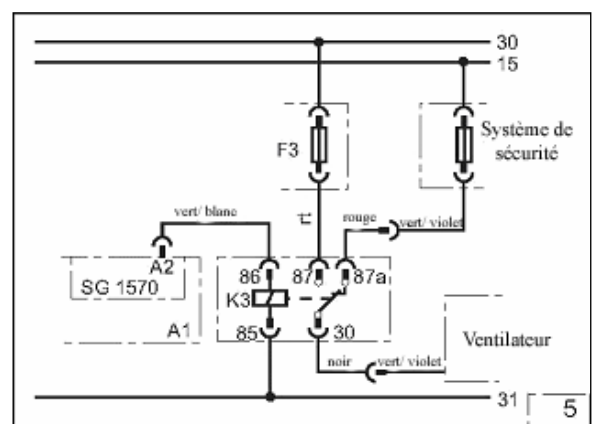 30
15
F3
Système de
sécurité
vert/ blanc
rt
rouge
vert/ violet
A2
SG 1570
A1
86
87
87a
K3
85
30
Ventilateur
noir
vert/ violet
31
5